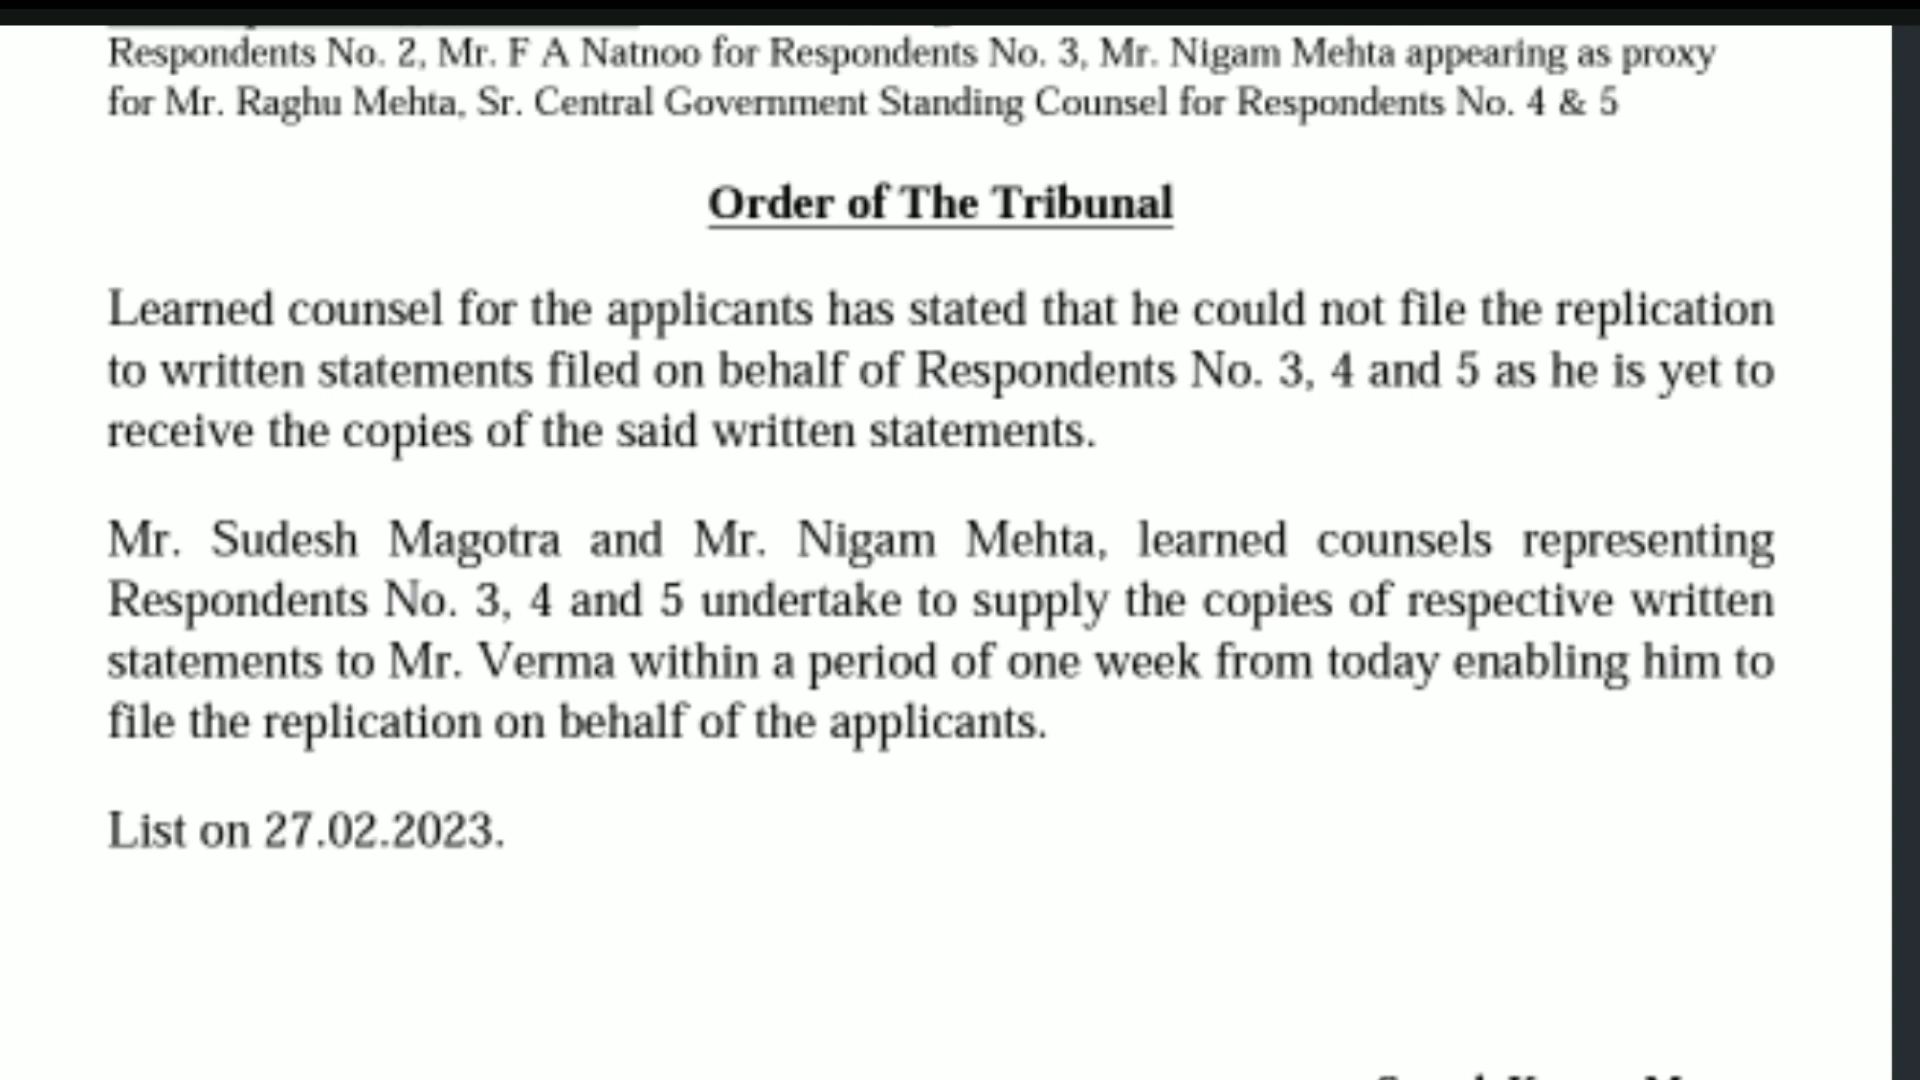 Respondents No. 2, Mr. F A Natnoo for Respondents No. 3, Mr. Nigam Mehta appearing as proxy
for Mr. Raghu Mehta, Sr. Central Government Standing Counsel for Respondents No. 4 & 5
Order of The Tribunal
Learned counsel for the applicants has stated that he could not file the replication
to written statements filed on behalf of Respondents No. 3, 4 and 5 as he is yet to
receive the copies of the said written statements.
Mr. Sudesh Magotra and Mr. Nigam Mehta, learned counsels representing
Respondents No. 3, 4 and 5 undertake to supply the copies of respective written
statements to Mr. Verma within a period of one week from today enabling him to
file the replication on behalf of the applicants.
List on 27.02.2023.